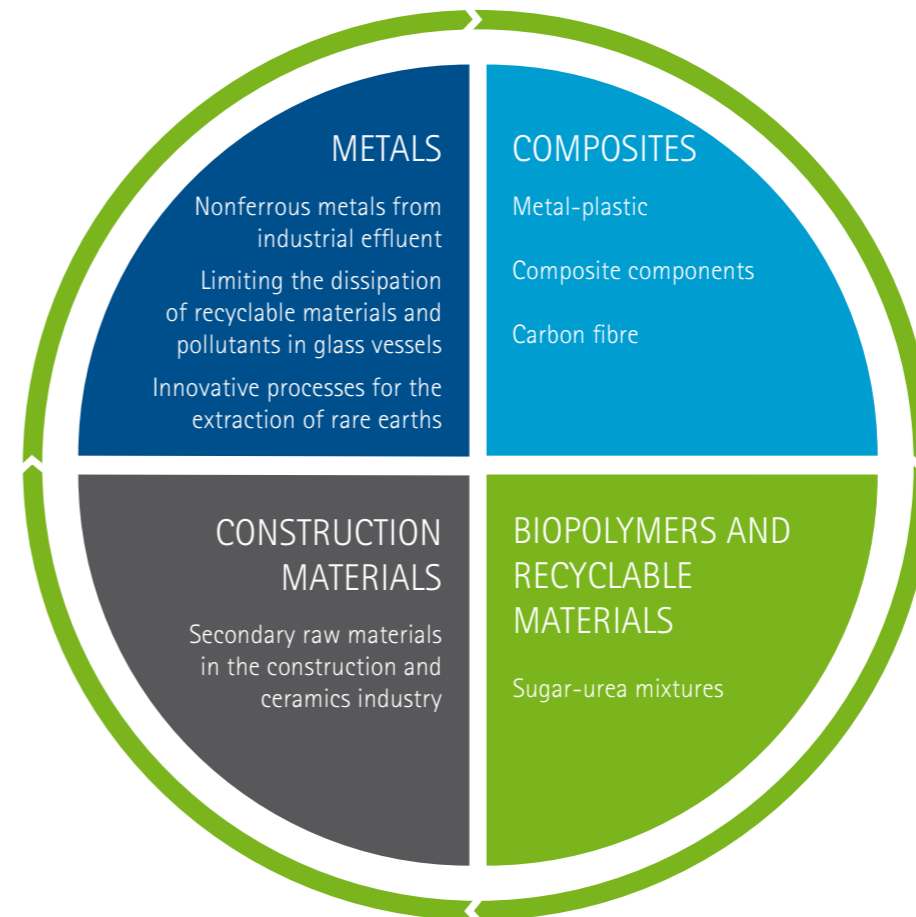 METALS
Nonferrous metals from
industrial effluent
Limiting the dissipation
of recyclable materials and
pollutants in glass vessels
Innovative processes for the
extraction of rare earths
COMPOSITES
Metal-plastic
Composite components
Carbon fibre
CONSTRUCTION
MATERIALS
Secondary raw materials
in the construction and
ceramics industry
BIOPOLYMERS AND
RECYCLABLE
MATERIALS
Sugar-urea mixtures